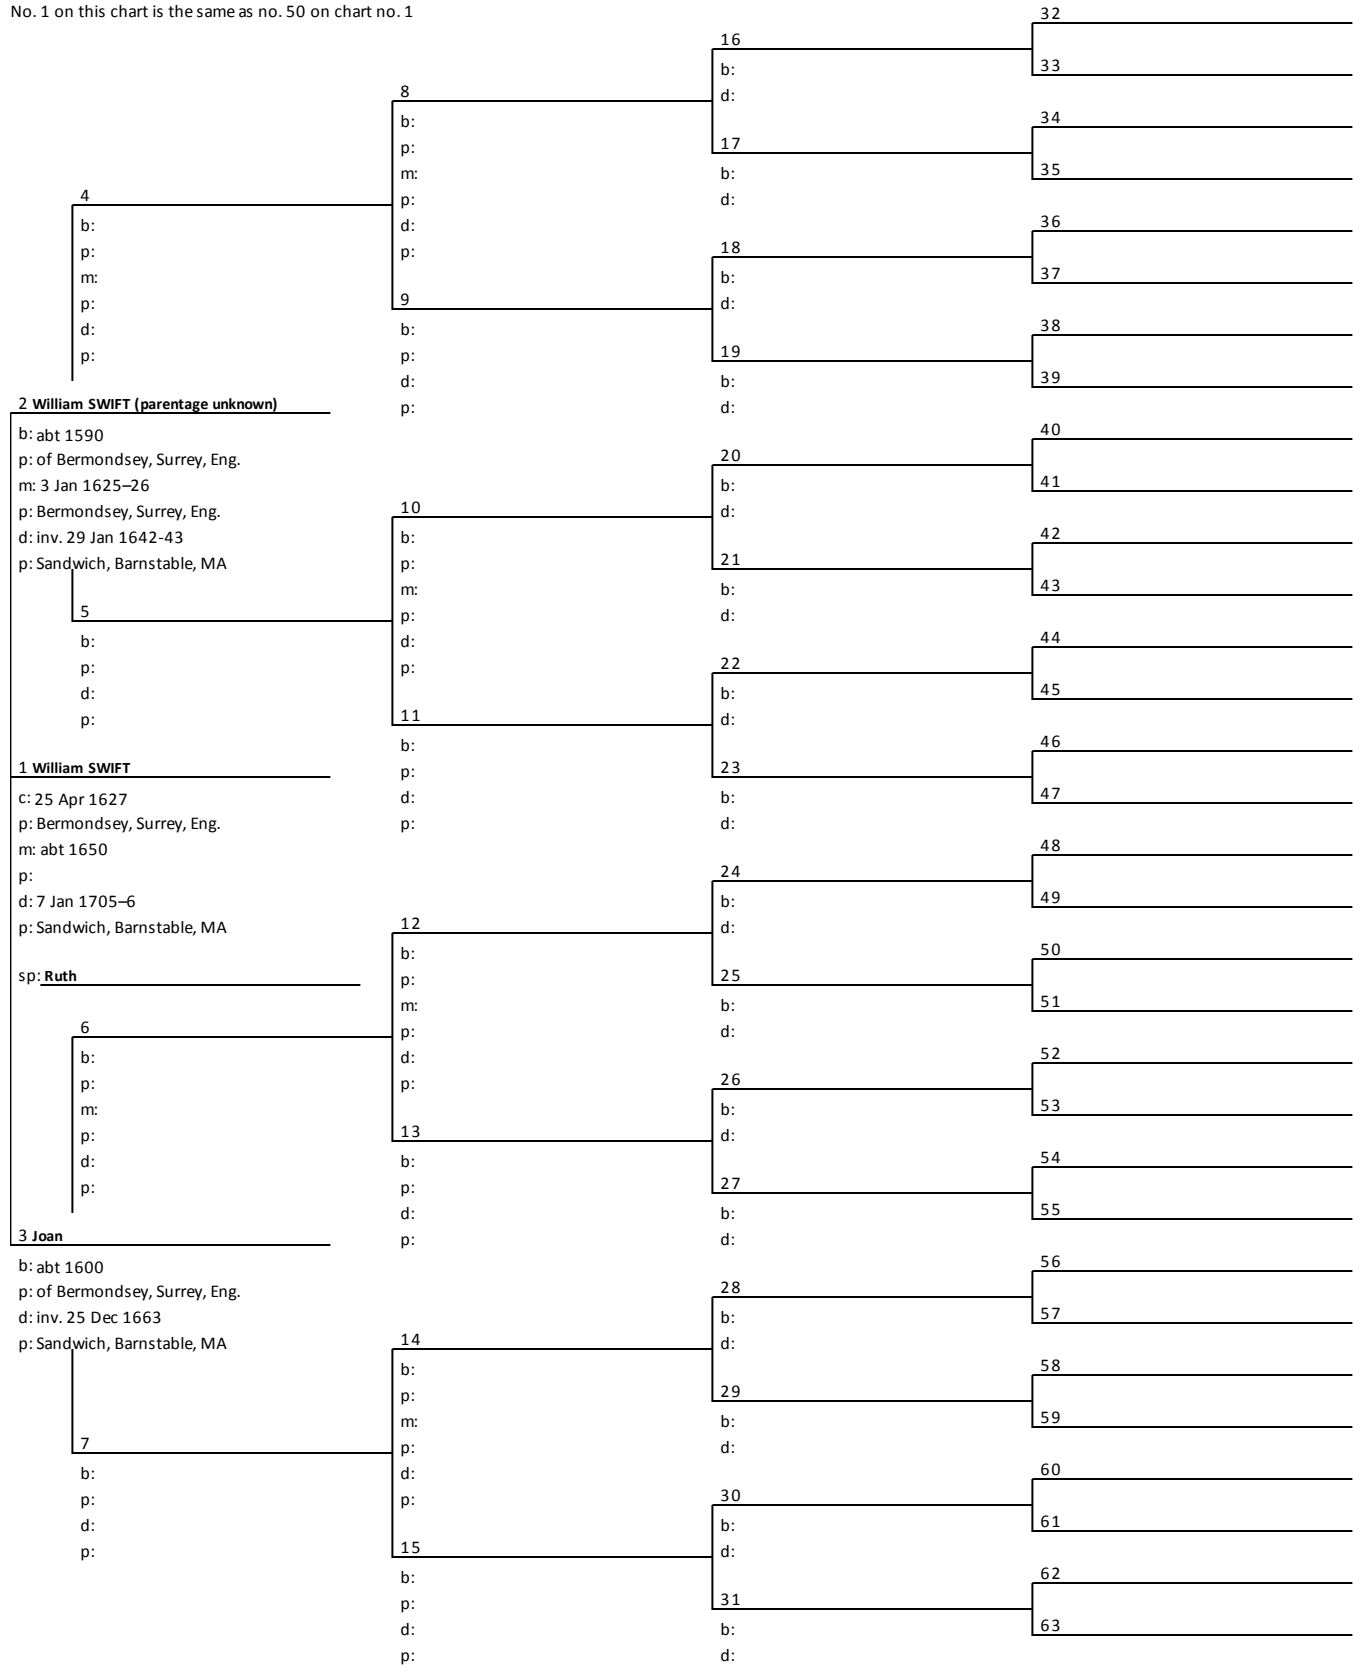 No. 1 on this chart is the same as no. 50 on chart no. 1
4
b:
p:
m:
p:
d:
p:
2 William SWIFT (parentage unknown)
b: abt 1590
p: of Bermondsey, Surrey, Eng.
m: 3 Jan 1625–26
p: Bermondsey, Surrey, Eng.
d: inv. 29 Jan 1642-43
p: Sandwich, Barnstable, MA
5
b:
p:
d:
p:
1 William SWIFT
c: 25 Apr 1627
p: Bermondsey, Surrey, Eng.
m: abt 1650
p:
d: 7 Jan 1705–6
p: Sandwich, Barnstable, MA
sp: Ruth
6
b:
p:
m:
p:
d:
p:
3 Joan
b: abt 1600
p: of Bermondsey, Surrey, Eng.
d: inv. 25 Dec 1663
p: Sandwich, Barnstable, MA
7
b:
p:
d:
p:
8
b:
p:
m:
p:
d:
p:
9
b:
p:
d:
p:
10
b:
p:
m:
p:
d:
p:
11
b:
p:
d:
p:
12
b:
p:
m:
p:
d:
p:
13
b:
p:
d:
p:
14
b:
p:
m:
p:
d:
p:
15
b:
p:
d:
p:
16
b:
d:
17
b:
d:
18
b:
d:
19
b:
d:
20
b:
d:
21
b:
d:
22
b:
d:
23
b:
d:
24
b:
d:
25
b:
d:
26
b:
d:
27
b:
d:
28
b:
d:
29
b:
d:
30
b:
d:
31
b:
d:
32
33
34
35
36
37
38
39
40
41
42
43
44
45
46
47
48
49
50
51
52
53
54
55
56
57
58
59
60
61
62
63